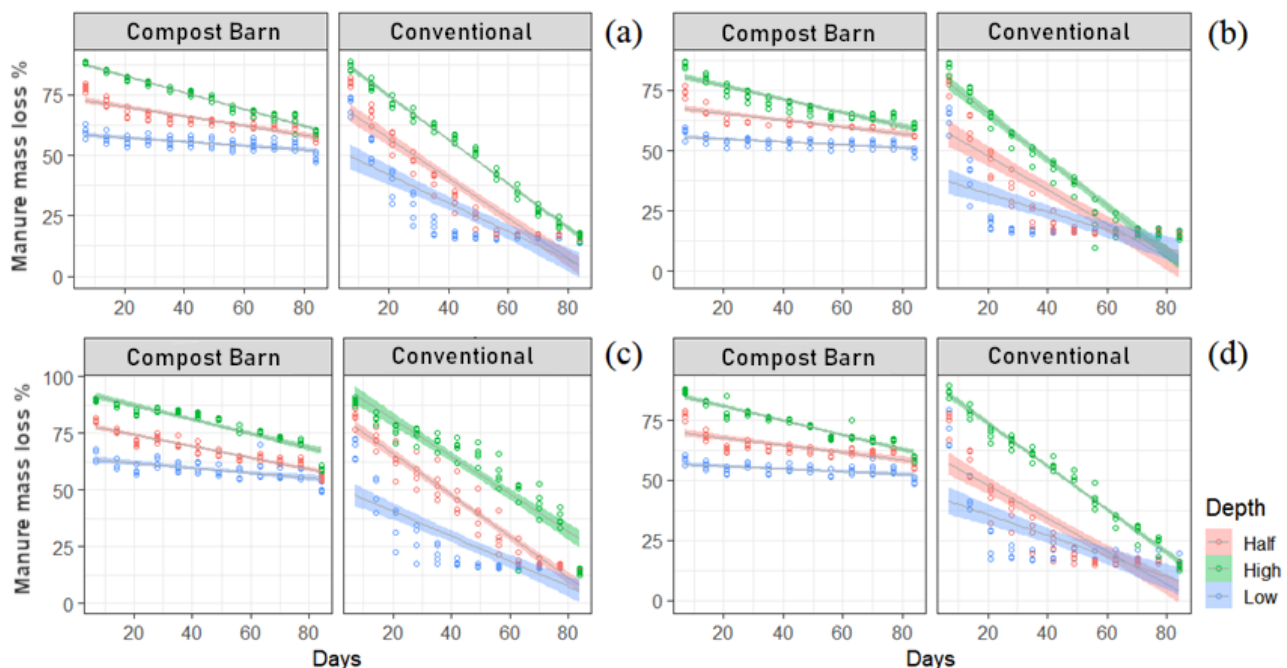 Compost Barn Conventional (a) Compost Barn Conventional (b)
Manure mass loss %
75
50
25
0
75
50
25
0
20 40 60 80 20 40 60 80 20 40 60 80 20 40 60 80
Compost Barn Conventional (c) Compost Barn Conventional (d)
Manure mass loss %
100
75
50
25
0
75
50
25
0
20 40 60 80 20 40 60 80 20 40 60 80 20 40 60 80
Days Days
Depth
Half
High
Low